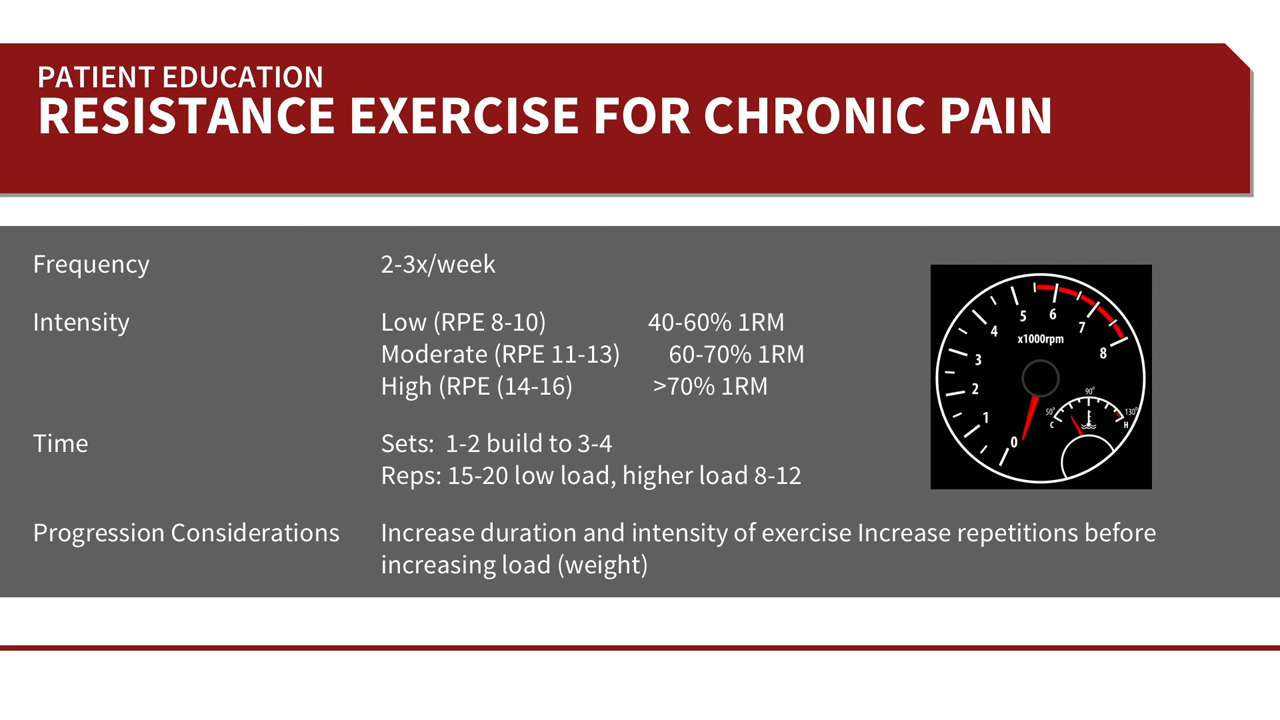 PATIENT EDUCATION
RESISTANCE EXERCISE FOR CHRONIC PAIN
Frequency 2-3x/week
Intensity Low (RPE 8-10) 40-60% 1RM
Moderate (RPE 11-13) 60-70% 1RM
High (RPE (14-16) >70% 1RM
Time Sets: 1-2 build to 3-4
Reps: 15-20 low load, higher load 8-12
Progression Considerations Increase duration and intensity of exercise Increase repetitions before
increasing load (weight)
0 1 2 3 4 5 6 7 8
x1000rpm
50° 90° 130°
C H